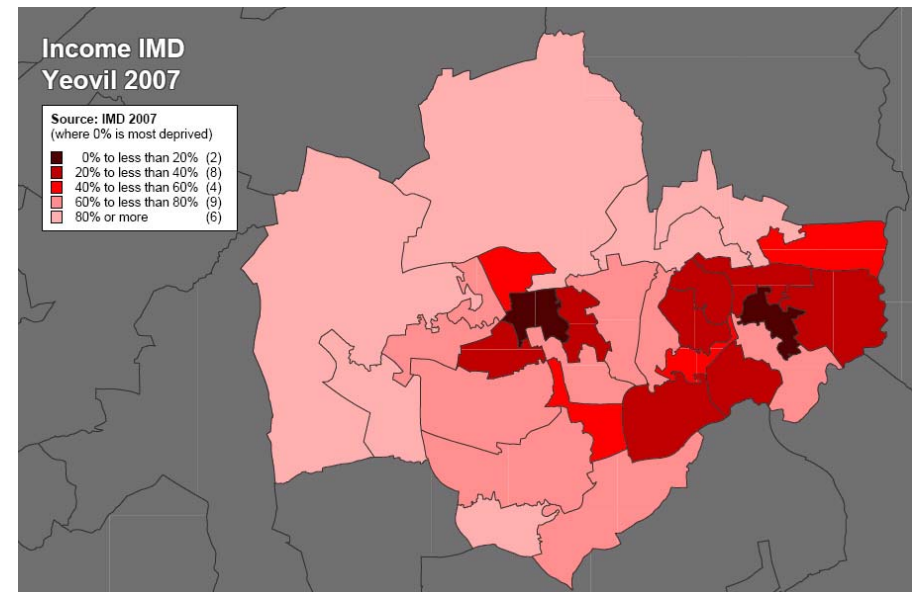 Income IMD
Yeovil 2007
Source: IMD 2007
(where 0% is most deprived)
0% to less than 20% (2)
20% to less than 40% (8)
40% to less than 60% (4)
60% to less than 80% (9)
80% or more (6)